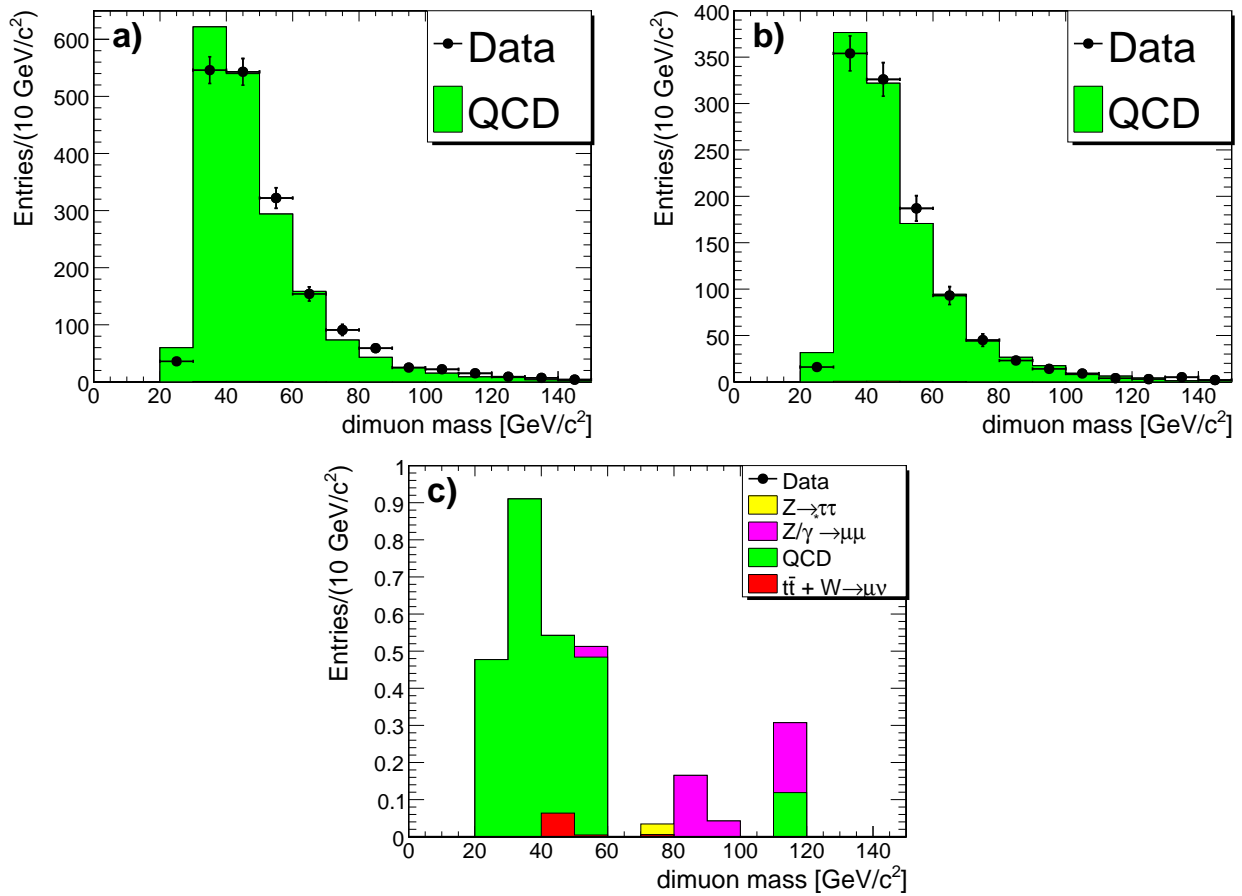 a)
Data
QCD
Entries/(10 GeV/c²)
600
500
400
300
200
100
0
0 20 40 60 80 100 120 140
dimuon mass [GeV/c²]
b)
Data
QCD
Entries/(10 GeV/c²)
400
350
300
250
200
150
100
50
0
0 20 40 60 80 100 120 140
dimuon mass [GeV/c²]
c)
Data
Z→ττ
Z/γ* →μμ
QCD
tt̄ + W→μν
Entries/(10 GeV/c²)
1
0.9
0.8
0.7
0.6
0.5
0.4
0.3
0.2
0.1
0
0 20 40 60 80 100 120 140
dimuon mass [GeV/c²]